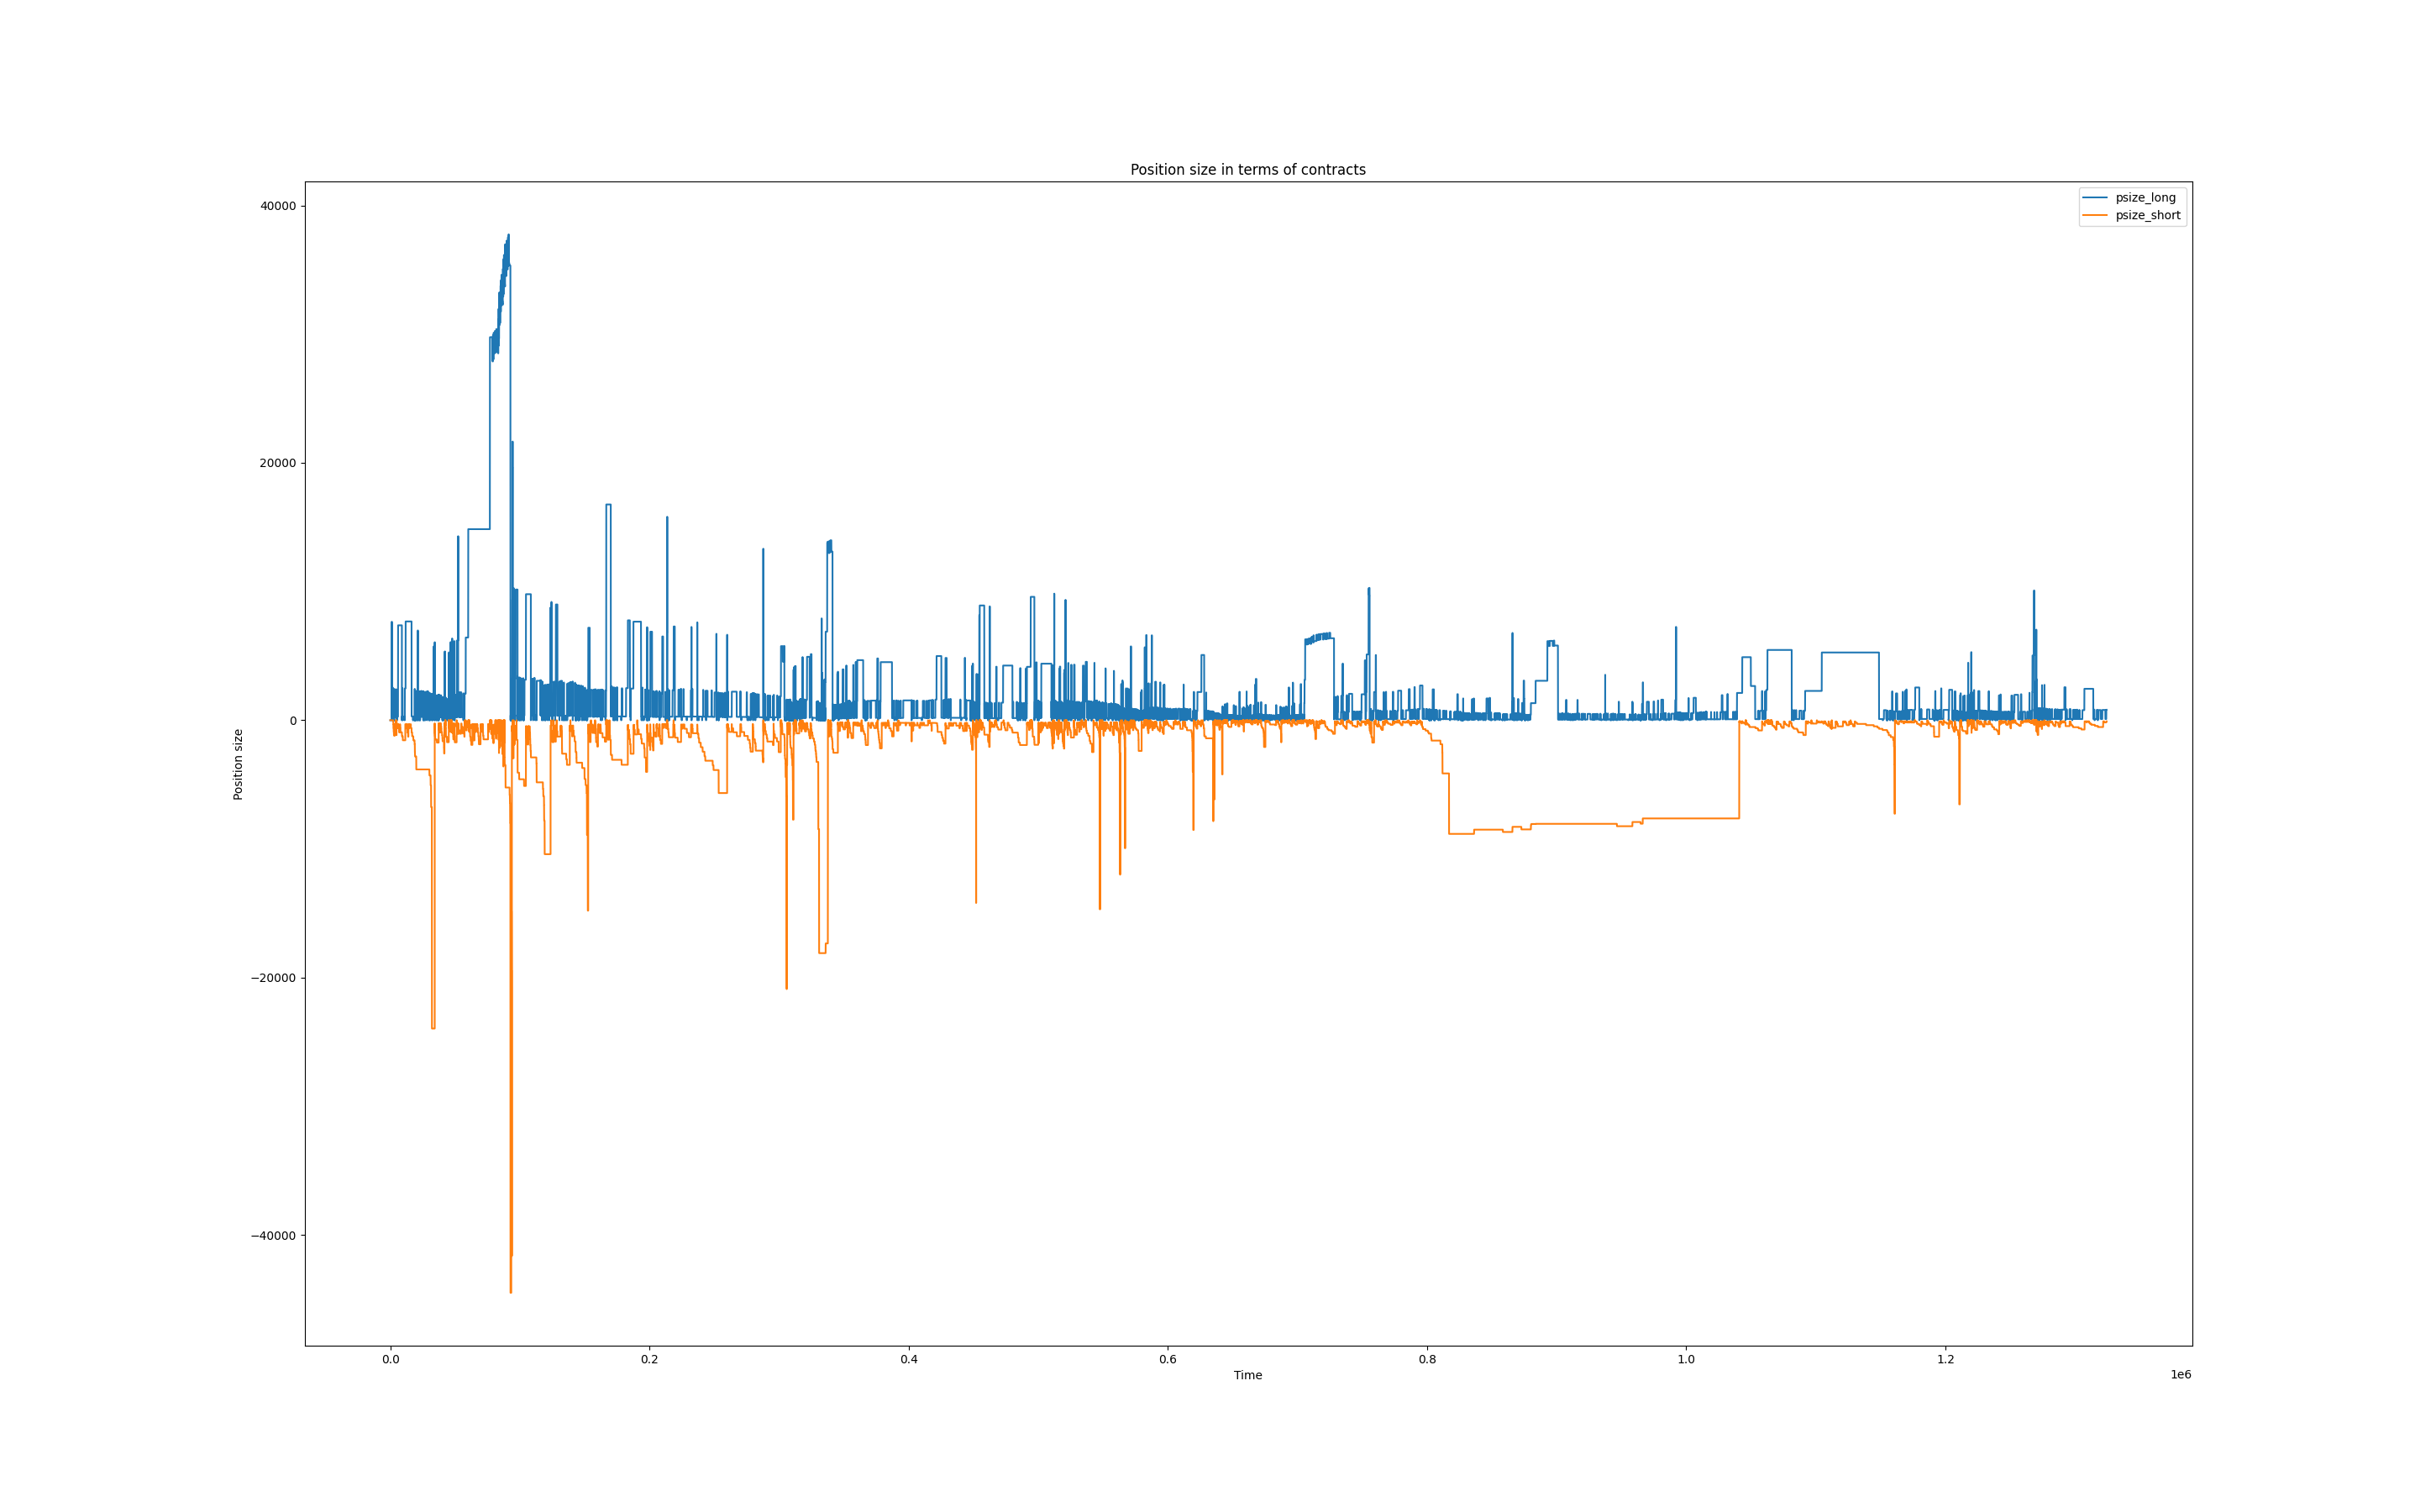 Position size in terms of contracts
psize_long
psize_short
40000
20000
0
−20000
−40000
Position size
0.0 0.2 0.4 0.6 0.8 1.0 1.2
1e6
Time